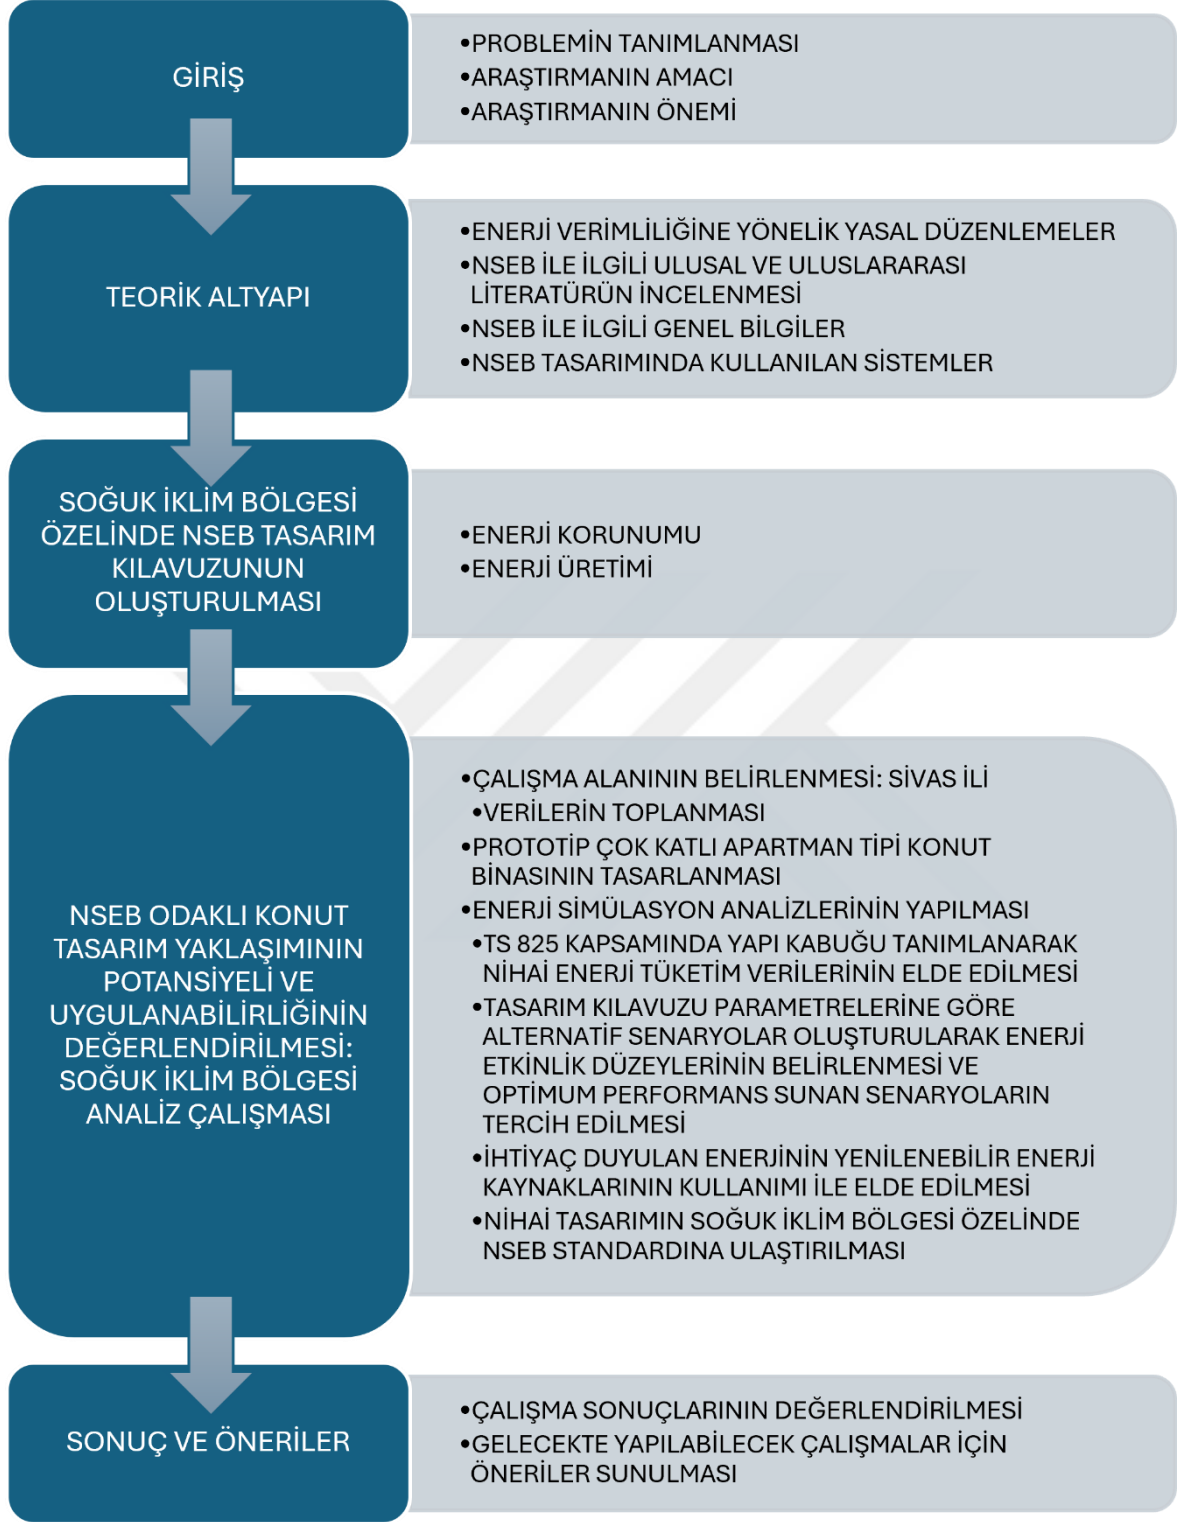 GİRİŞ
•PROBLEMİN TANIMLANMASI
•ARAŞTIRMANIN AMACI
•ARAŞTIRMANIN ÖNEMİ
TEORİK ALTYAPI
•ENERJİ VERİMLİLİĞİNE YÖNELİK YASAL DÜZENLEMELER
•NSEB İLE İLGİLİ ULUSAL VE ULUSLARARASI
LİTERATÜRÜN İNCELENMESİ
•NSEB İLE İLGİLİ GENEL BİLGİLER
•NSEB TASARIMINDA KULLANILAN SİSTEMLER
SOĞUK İKLİM BÖLGESİ
ÖZELİNDE NSEB TASARIM
KILAVUZUNUN
OLUŞTURULMASI
•ENERJİ KORUNUMU
•ENERJİ ÜRETİMİ
NSEB ODAKLI KONUT
TASARIM YAKLAŞIMININ
POTANSİYELİ VE
UYGULANABİLİRLİĞİNİN
DEĞERLENDİRİLMESİ:
SOĞUK İKLİM BÖLGESİ
ANALİZ ÇALIŞMASI
•ÇALIŞMA ALANININ BELİRLENMESİ: SİVAS İLİ
•VERİLERİN TOPLANMASI
•PROTOTİP ÇOK KATLI APARTMAN TİPİ KONUT
BİNASININ TASARLANMASI
•ENERJİ SİMÜLASYON ANALİZLERİNİN YAPILMASI
•TS 825 KAPSAMINDA YAPI KABUĞU TANIMLANARAK
NİHAİ ENERJİ TÜKETİM VERİLERİNİN ELDE EDİLMESİ
•TASARIM KILAVUZU PARAMETRELERİNE GÖRE
ALTERNATİF SENARYOLAR OLUŞTURULARAK ENERJİ
ETKİNLİK DÜZEYLERİNİN BELİRLENMESİ VE
OPTİMUM PERFORMANS SUNAN SENARYOLARIN
TERCİH EDİLMESİ
•İHTİYAÇ DUYULAN ENERJİNİN YENİLENEBİLİR ENERJİ
KAYNAKLARININ KULLANIMI İLE ELDE EDİLMESİ
•NİHAİ TASARIMIN SOĞUK İKLİM BÖLGESİ ÖZELİNDE
NSEB STANDARDINA ULAŞTIRILMASI
SONUÇ VE ÖNERİLER
•ÇALIŞMA SONUÇLARININ DEĞERLENDİRİLMESİ
•GELECEKTE YAPILABİLECEK ÇALIŞMALAR İÇİN
ÖNERİLER SUNULMASI